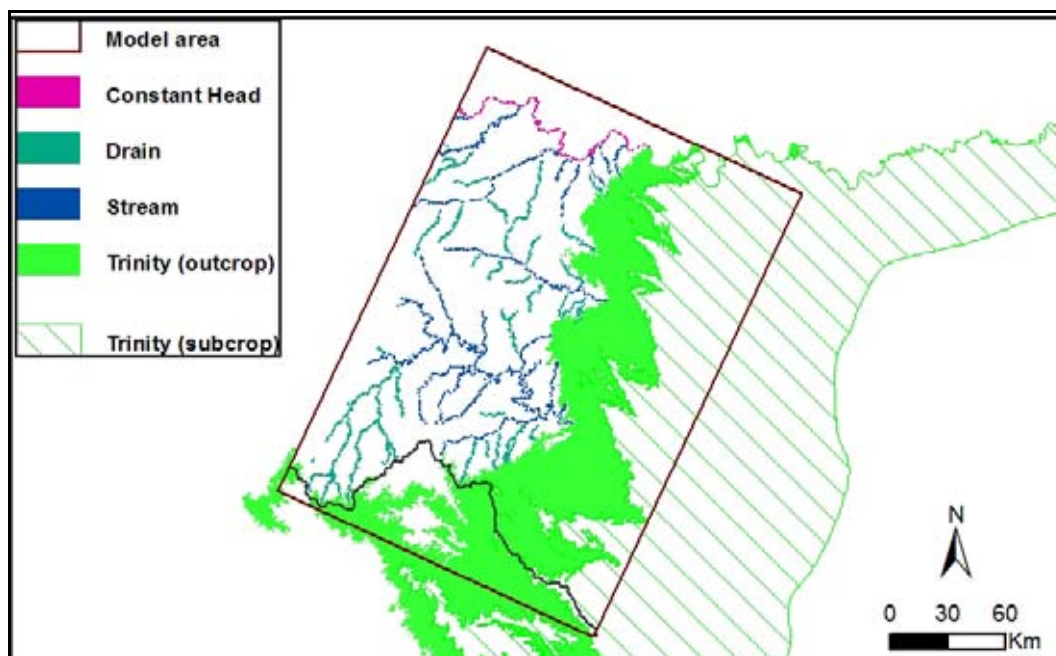 Model area
Constant Head
Drain
Stream
Trinity (outcrop)
Trinity (subcrop)
N
0 30 60
Km